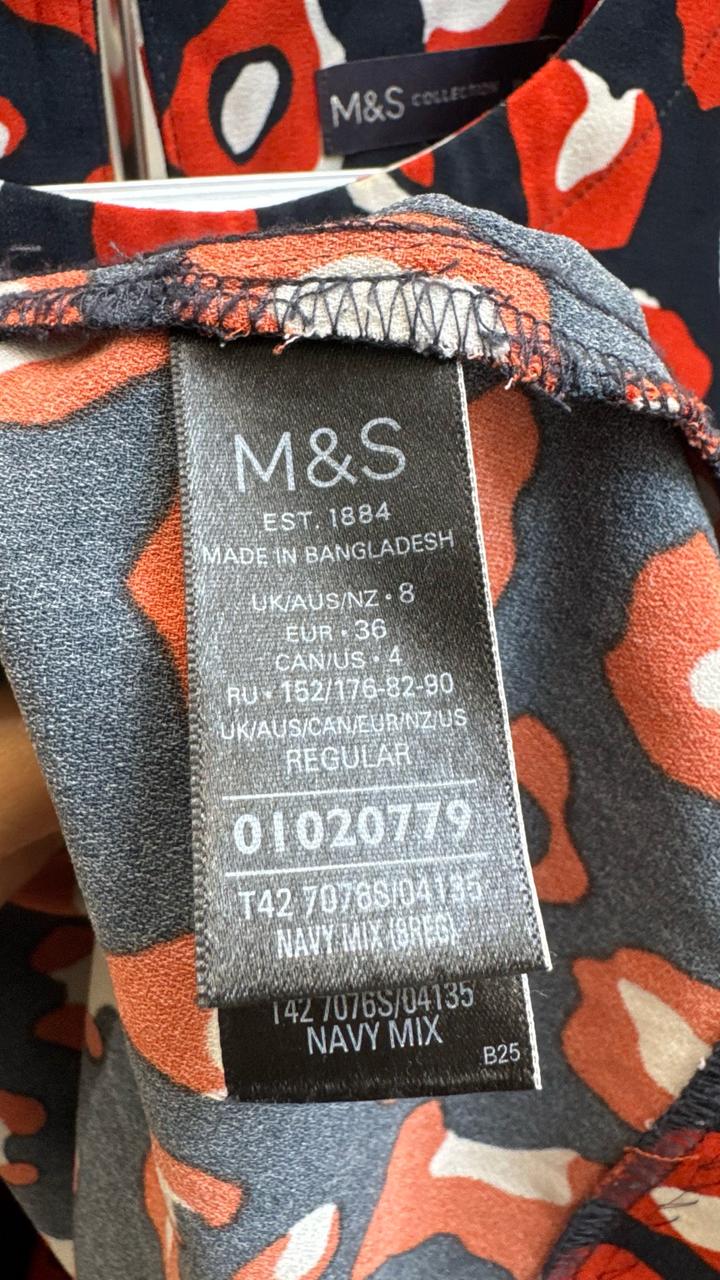 M&S COLLECTION
M&S
EST. 1884
MADE IN BANGLADESH
UK/AUS/NZ • 8
EUR • 36
CAN/US • 4
RU • 152/176-82-90
UK/AUS/CAN/EUR/NZ/US
REGULAR
01020779
T42 7076S/04135
NAVY MIX (8REG)
T42 7076S/04135
NAVY MIX
B25